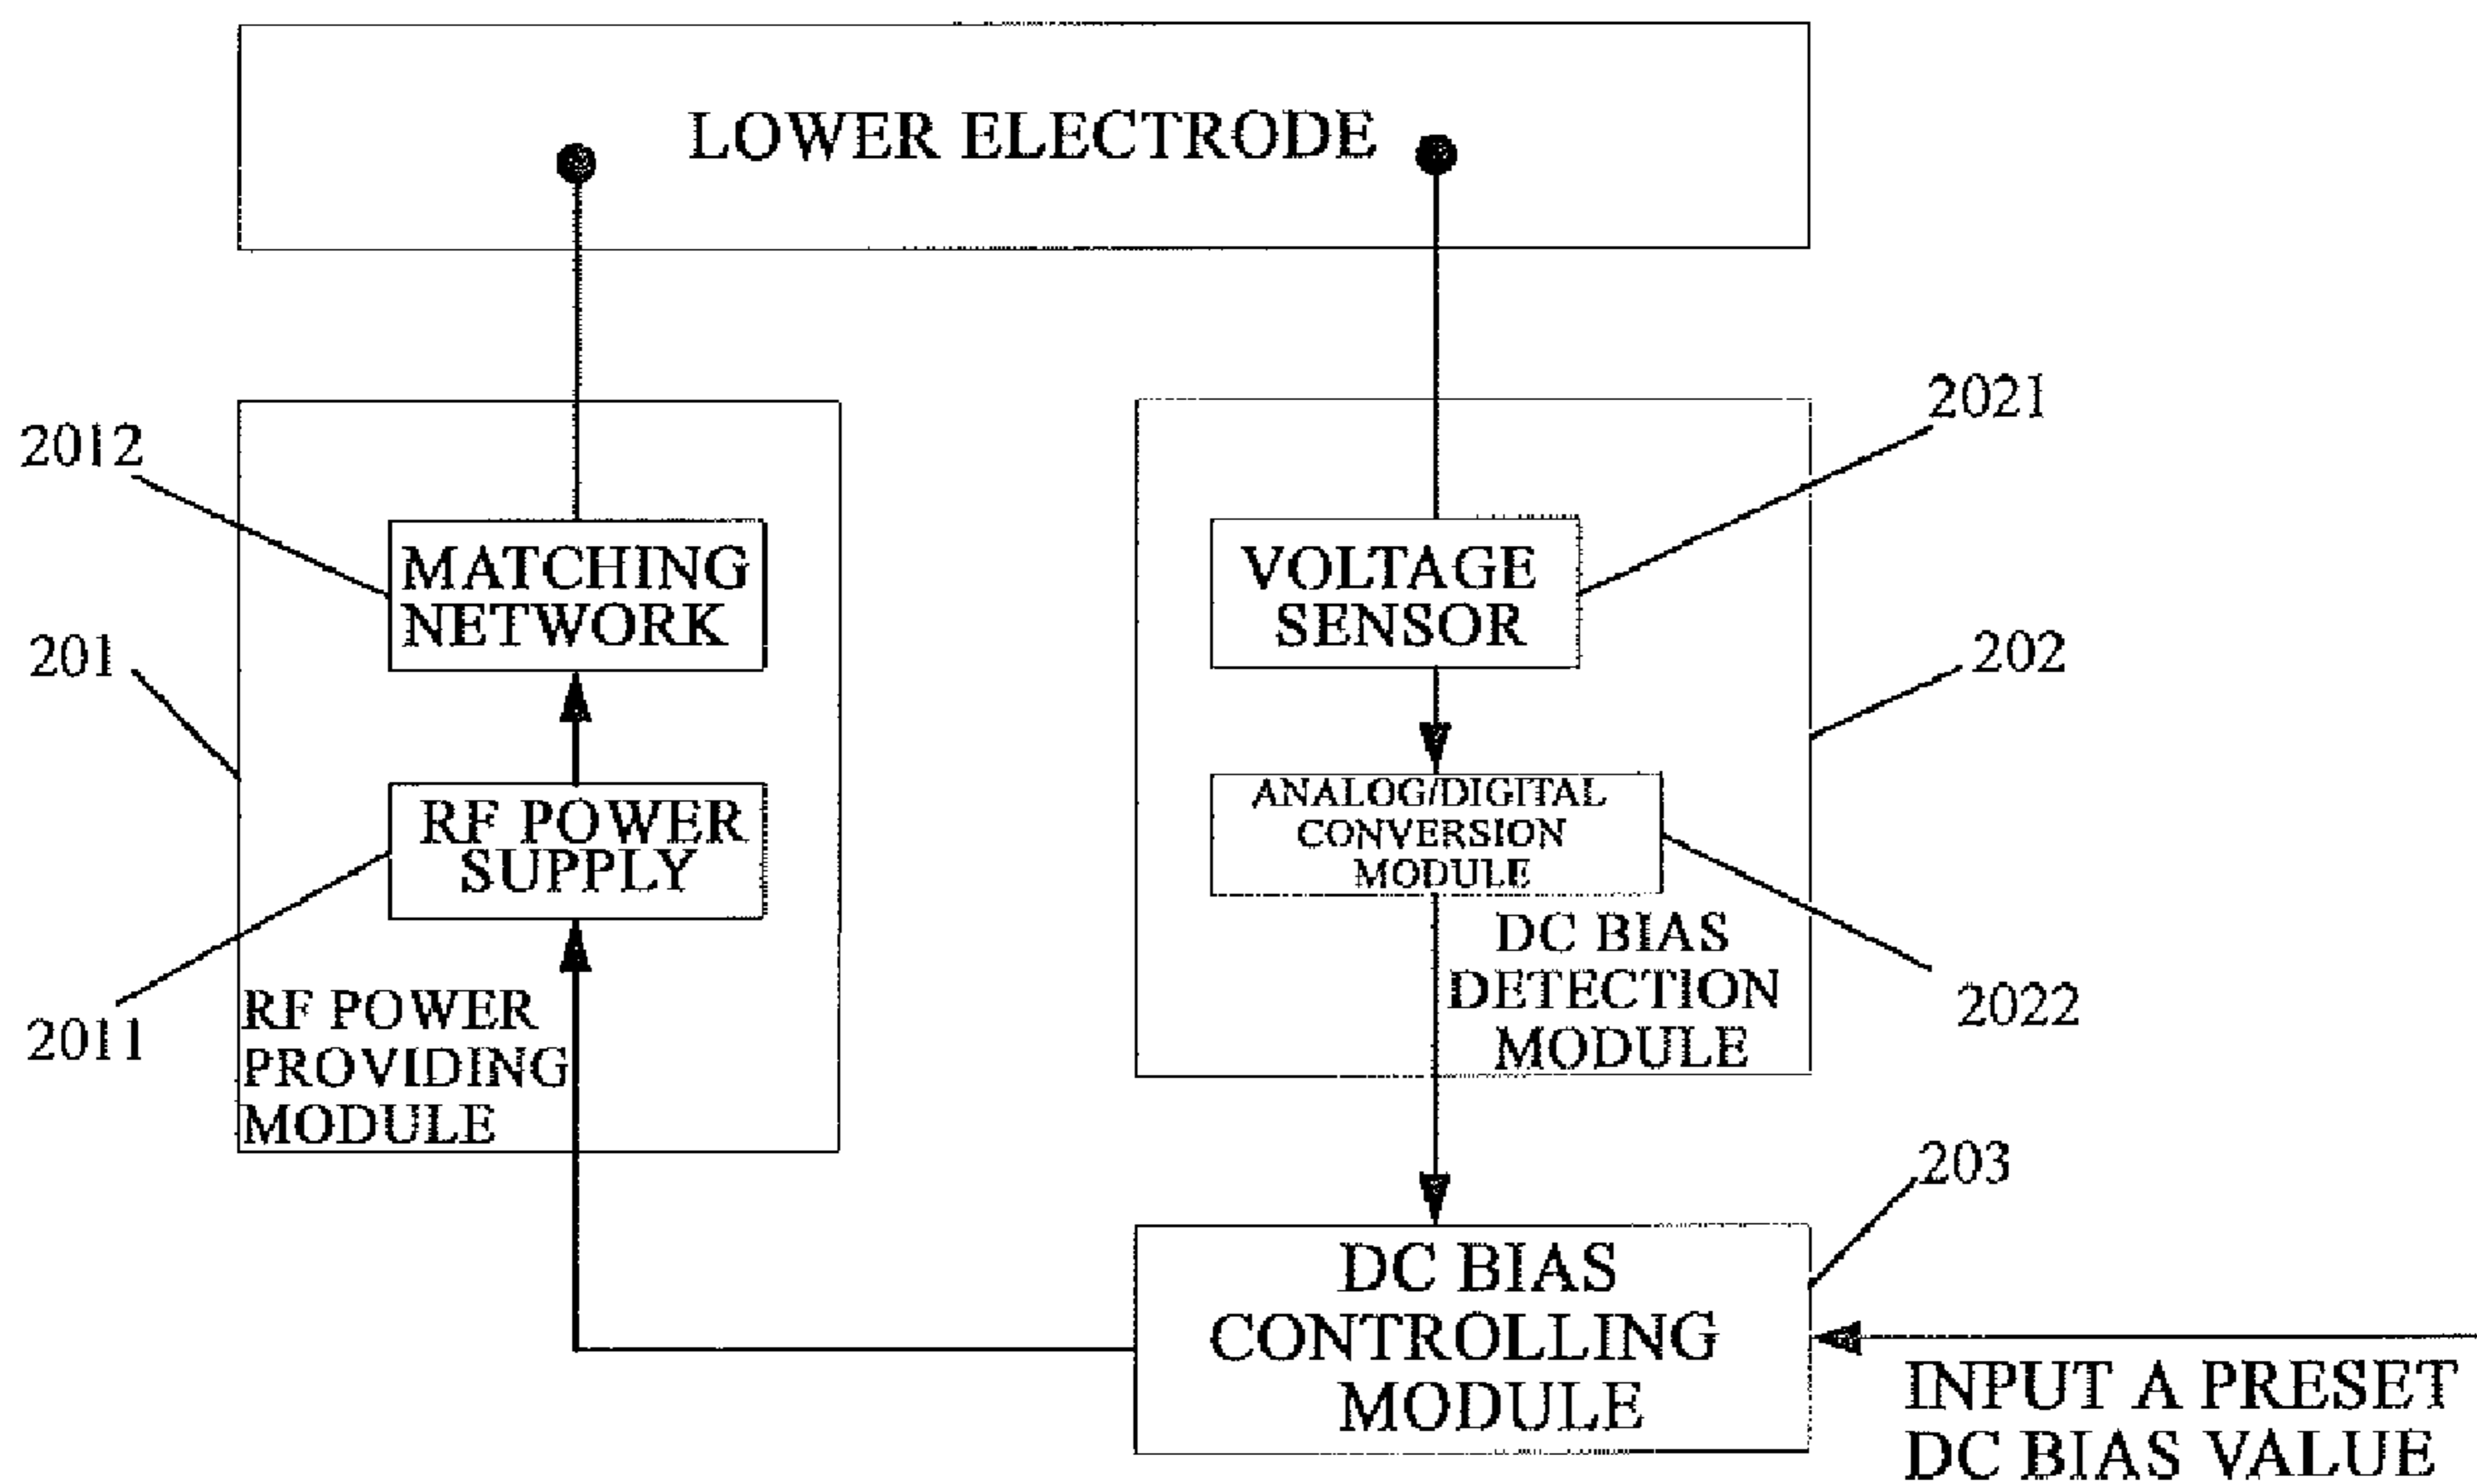 LOWER ELECTRODE
2012
201
2011
MATCHING
NETWORK
RF POWER
SUPPLY
RF POWER
PROVIDING
MODULE
VOLTAGE
SENSOR
ANALOG/DIGITAL
CONVERSION
MODULE
DC BIAS
DETECTION
MODULE
2021
202
2022
203
DC BIAS
CONTROLLING
MODULE
INPUT A PRESET
DC BIAS VALUE